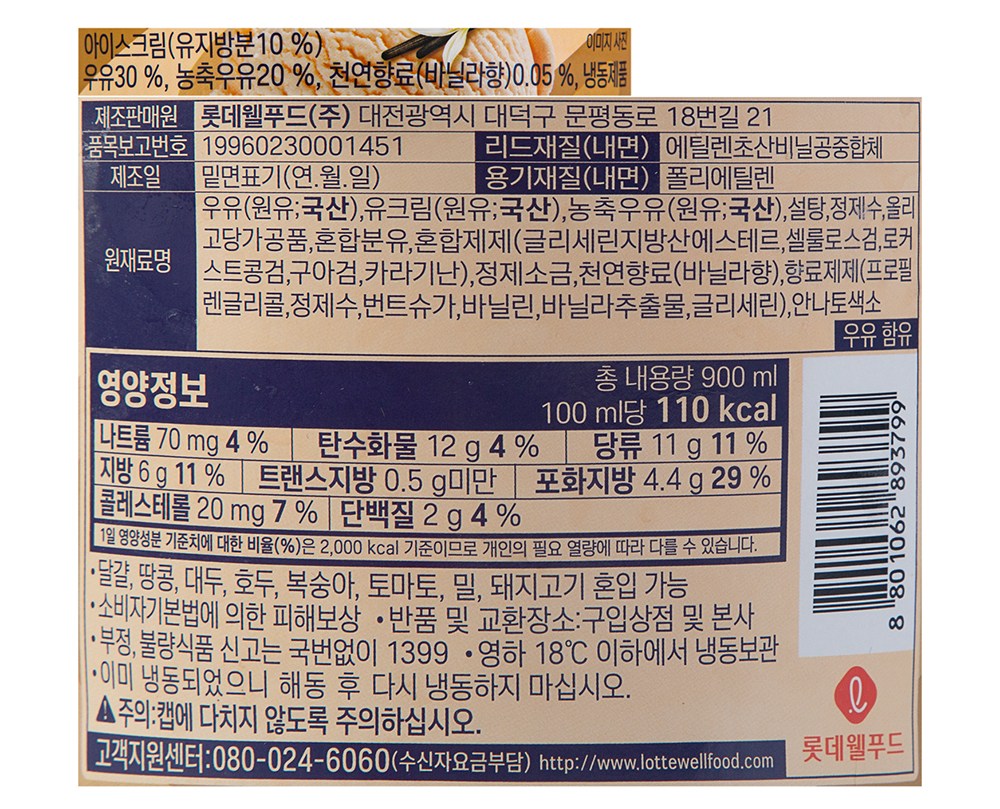 아이스크림(유지방분10 %)
이미지 사진
우유30 %, 농축우유20 %, 천연향료(바닐라향)0.05 %, 냉동제품
제조판매원 롯데웰푸드(주) 대전광역시 대덕구 문평동로 18번길 21
품목보고번호 19960230001451 리드재질(내면) 에틸렌초산비닐공중합체
제조일 밑면표기(연.월.일) 용기재질(내면) 폴리에틸렌
원재료명
우유(원유;국산),유크림(원유;국산),농축우유(원유;국산),설탕,정제수,올리
고당가공품,혼합분유,혼합제제(글리세린지방산에스테르,셀룰로스검,로커
스트콩검,구아검,카라기난),정제소금,천연향료(바닐라향),향료제제(프로필
렌글리콜,정제수,번트슈가,바닐린,바닐라추출물,글리세린),안나토색소
우유 함유
영양정보
총 내용량 900 ml
100 ml당 110 kcal
나트륨 70 mg 4 % 탄수화물 12 g 4 % 당류 11 g 11 %
지방 6 g 11 % 트랜스지방 0.5 g미만 포화지방 4.4 g 29 %
콜레스테롤 20 mg 7 % 단백질 2 g 4 %
1일 영양성분 기준치에 대한 비율(%)은 2,000 kcal 기준이므로 개인의 필요 열량에 따라 다를 수 있습니다.
•달걀, 땅콩, 대두, 호두, 복숭아, 토마토, 밀, 돼지고기 혼입 가능
•소비자기본법에 의한 피해보상 •반품 및 교환장소:구입상점 및 본사
•부정, 불량식품 신고는 국번없이 1399 •영하 18℃ 이하에서 냉동보관
•이미 냉동되었으니 해동 후 다시 냉동하지 마십시오.
⚠주의:캡에 다치지 않도록 주의하십시오.
고객지원센터:080-024-6060(수신자요금부담) http://www.lottewellfood.com
8 801062 893799
롯데웰푸드